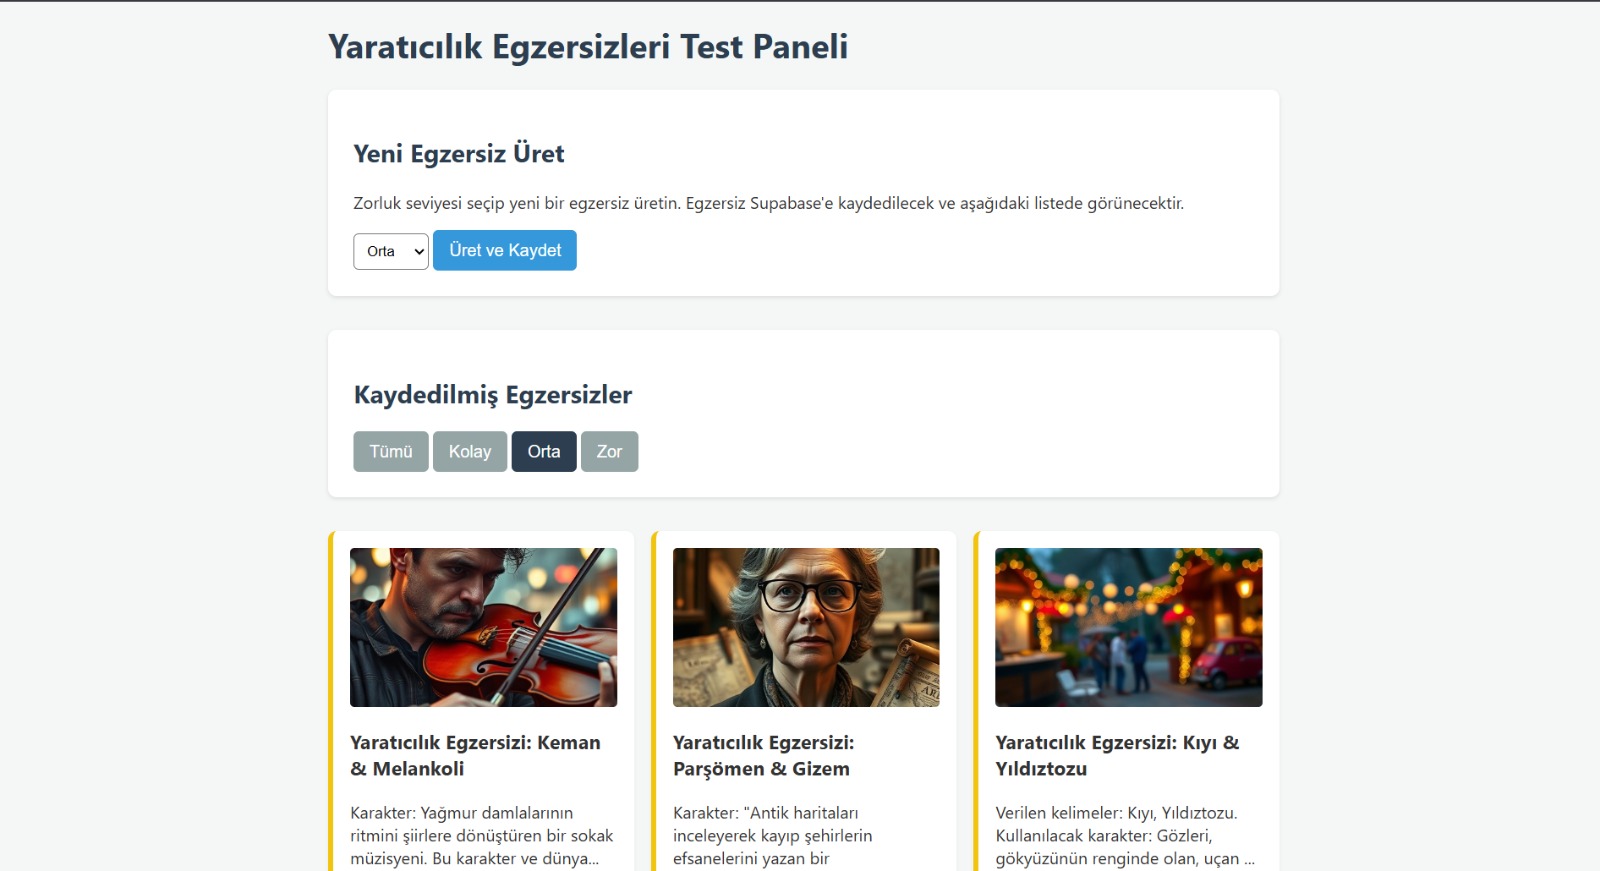 Yaratıcılık Egzersizleri Test Paneli
Yeni Egzersiz Üret
Zorluk seviyesi seçip yeni bir egzersiz üretin. Egzersiz Supabase'e kaydedilecek ve aşağıdaki listede görünecektir.
Orta
Üret ve Kaydet
Kaydedilmiş Egzersizler
Tümü
Kolay
Orta
Zor
Yaratıcılık Egzersizi: Keman
& Melankoli
Karakter: Yağmur damlalarının
ritmini şiirlere dönüştüren bir sokak
müzisyeni. Bu karakter ve dünya...
Yaratıcılık Egzersizi:
Parşömen & Gizem
Karakter: "Antik haritaları
inceleyerek kayıp şehirlerin
efsanelerini yazan bir
Yaratıcılık Egzersizi: Kıyı &
Yıldıztozu
Verilen kelimeler: Kıyı, Yıldıztozu.
Kullanılacak karakter: Gözleri,
gökyüzünün renginde olan, uçan ...